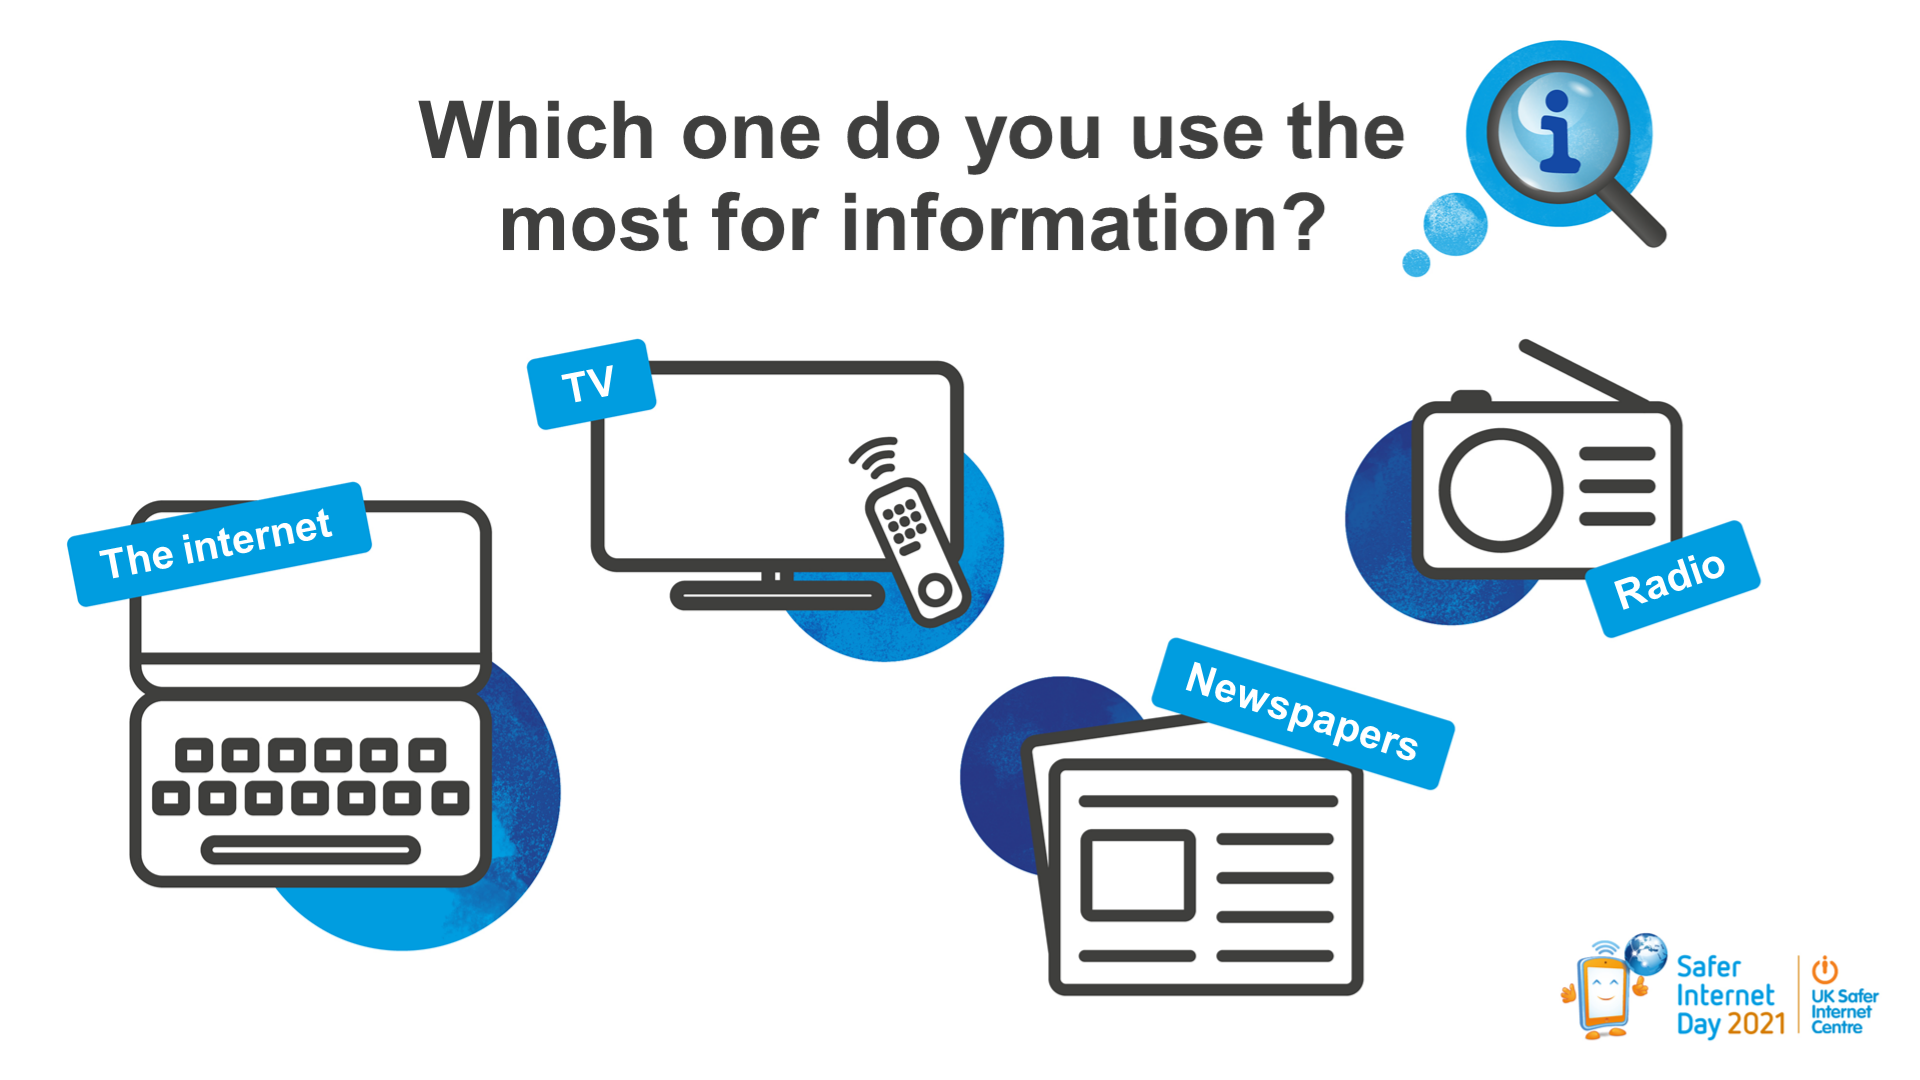 Which one do you use the
most for information?
TV
The internet
Radio
Newspapers
Safer
Internet
Day 2021
UK Safer
Internet
Centre